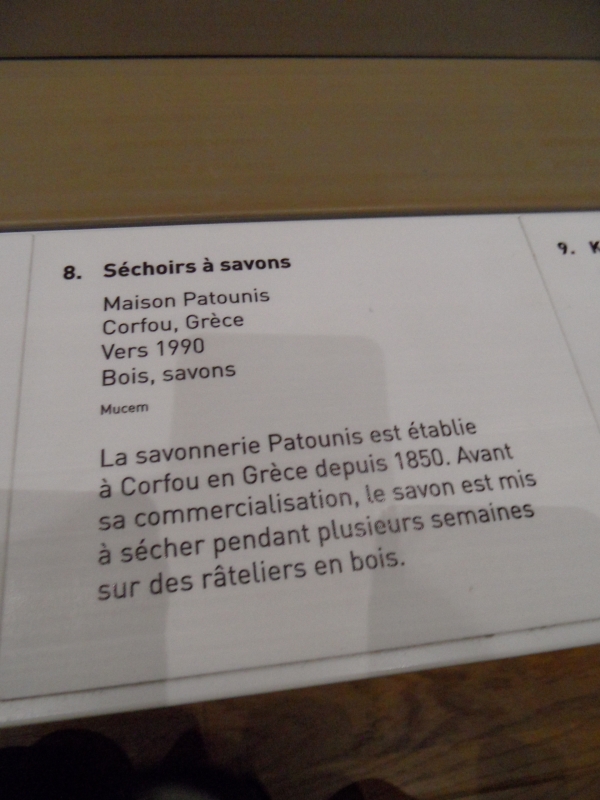 8. Séchoirs à savons
Maison Patounis
Corfou, Grèce
Vers 1990
Bois, savons
Mucem
La savonnerie Patounis est établie
à Corfou en Grèce depuis 1850. Avant
sa commercialisation, le savon est mis
à sécher pendant plusieurs semaines
sur des râteliers en bois.
9. K